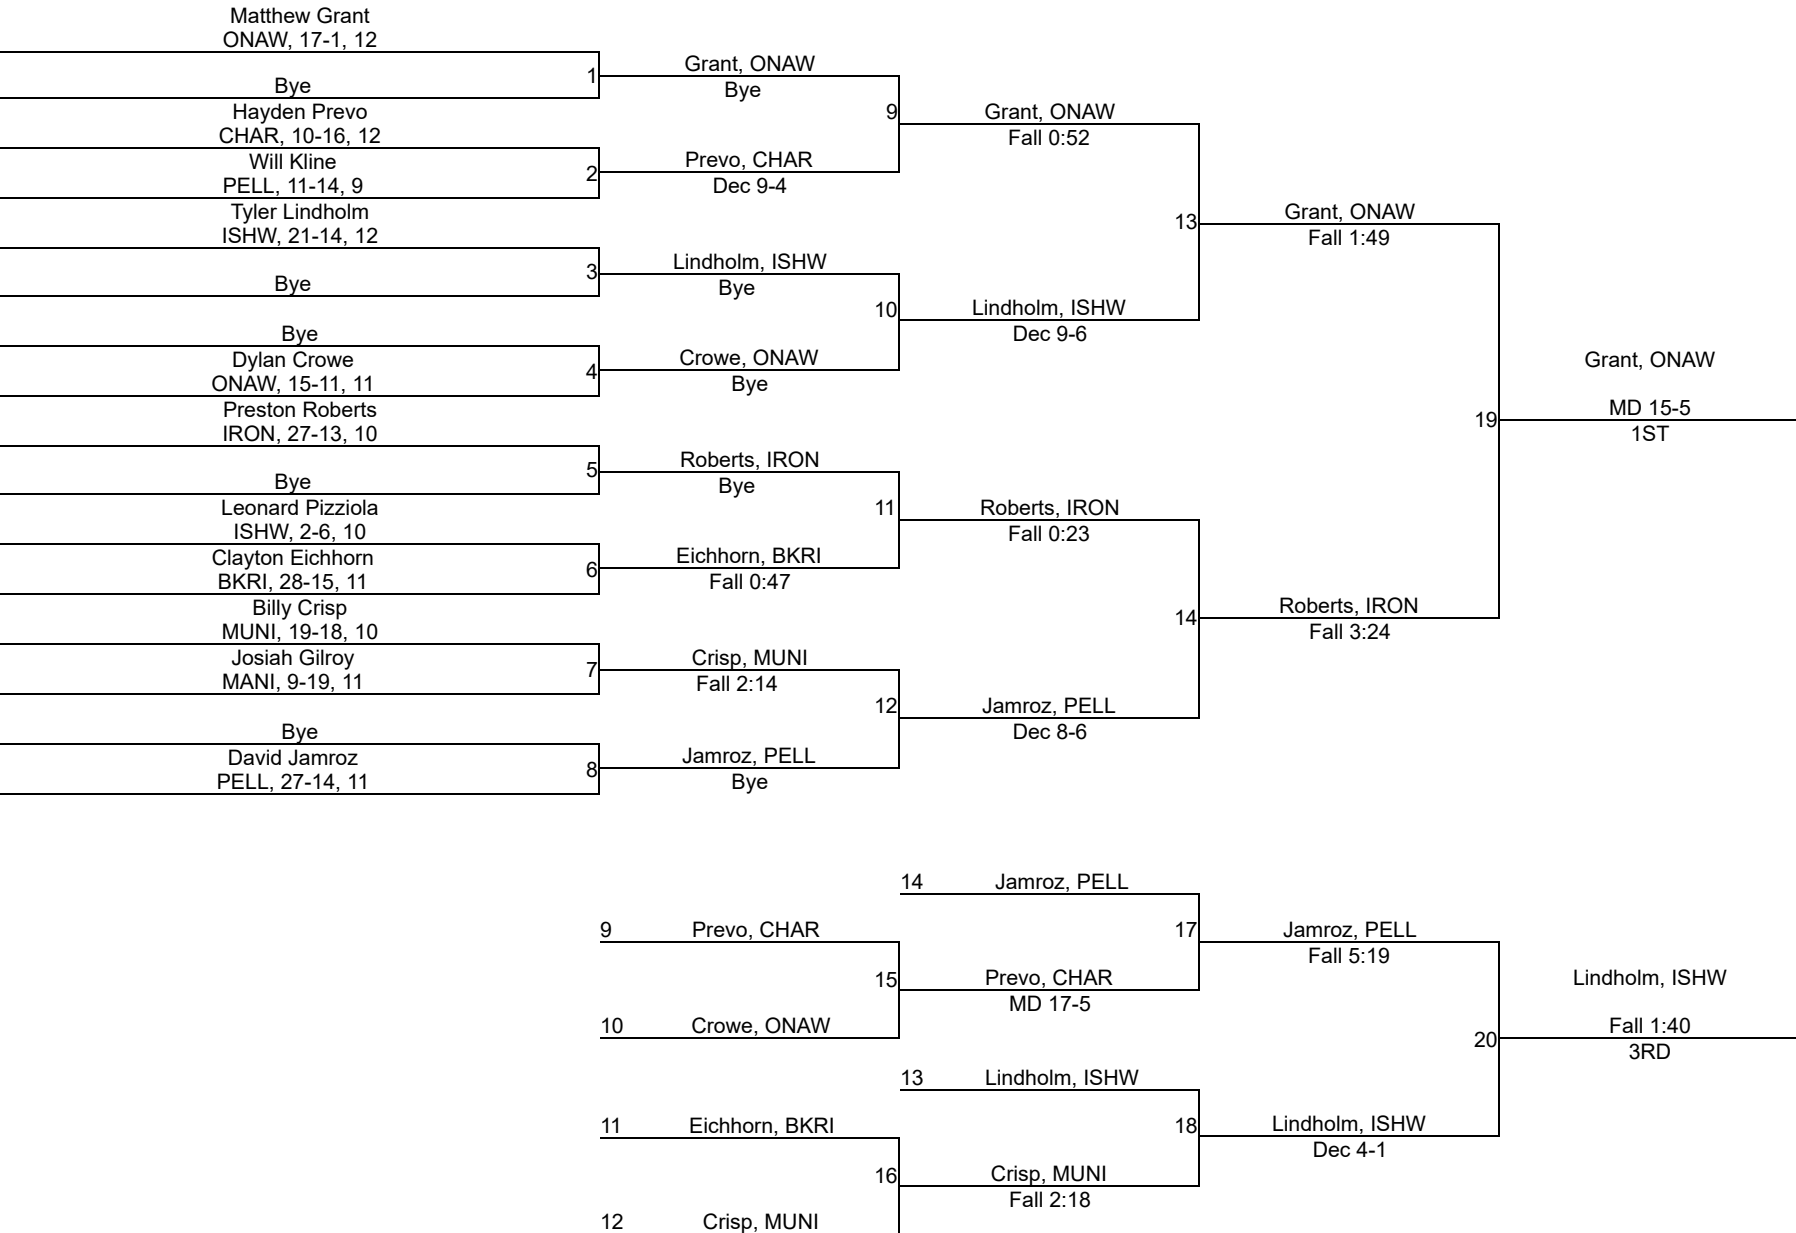 Matthew Grant
ONAW, 17-1, 12
Bye
1
Hayden Prevo
CHAR, 10-16, 12
Will Kline
PELL, 11-14, 9
2
Tyler Lindholm
ISHW, 21-14, 12
Bye
3
Bye
Dylan Crowe
ONAW, 15-11, 11
4
Preston Roberts
IRON, 27-13, 10
Bye
5
Leonard Pizziola
ISHW, 2-6, 10
Clayton Eichhorn
BKRI, 28-15, 11
6
Billy Crisp
MUNI, 19-18, 10
Josiah Gilroy
MANI, 9-19, 11
7
Bye
David Jamroz
PELL, 27-14, 11
8
Grant, ONAW
Bye
9
Prevo, CHAR
Dec 9-4
Lindholm, ISHW
Bye
10
Crowe, ONAW
Bye
Roberts, IRON
Bye
11
Eichhorn, BKRI
Fall 0:47
Crisp, MUNI
Fall 2:14
12
Jamroz, PELL
Bye
Grant, ONAW
Fall 0:52
13
Lindholm, ISHW
Dec 9-6
Roberts, IRON
Fall 0:23
14
Jamroz, PELL
Dec 8-6
Grant, ONAW
Fall 1:49
19
Roberts, IRON
Fall 3:24
Grant, ONAW
MD 15-5
1ST
14
Jamroz, PELL
9
Prevo, CHAR
15
10
Crowe, ONAW
Prevo, CHAR
MD 17-5
17
Jamroz, PELL
Fall 5:19
13
Lindholm, ISHW
11
Eichhorn, BKRI
16
12
Crisp, MUNI
Crisp, MUNI
Fall 2:18
18
Lindholm, ISHW
Dec 4-1
20
Lindholm, ISHW
Fall 1:40
3RD